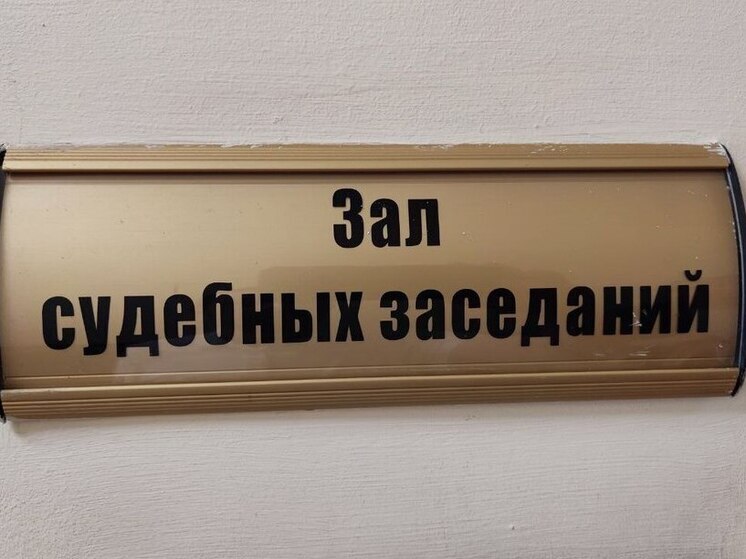 Зал
судебных заседаний